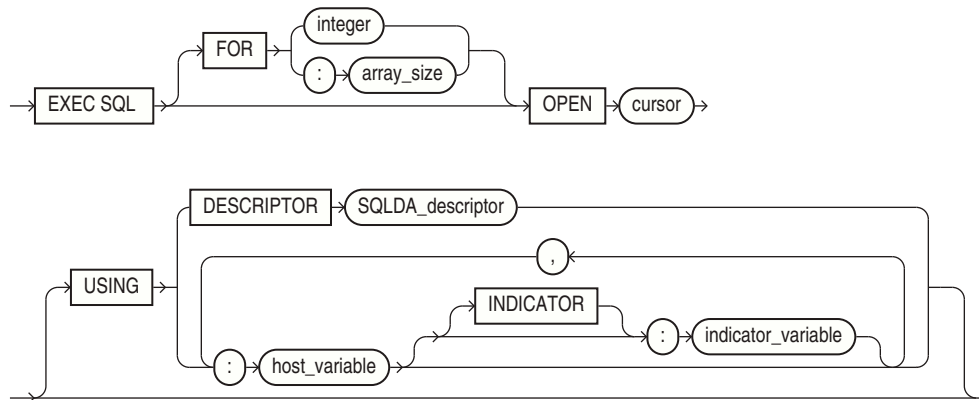 integer
FOR
: array_size
EXEC SQL OPEN cursor
DESCRIPTOR SQLDA_descriptor
,
USING INDICATOR
: indicator_variable
: host_variable